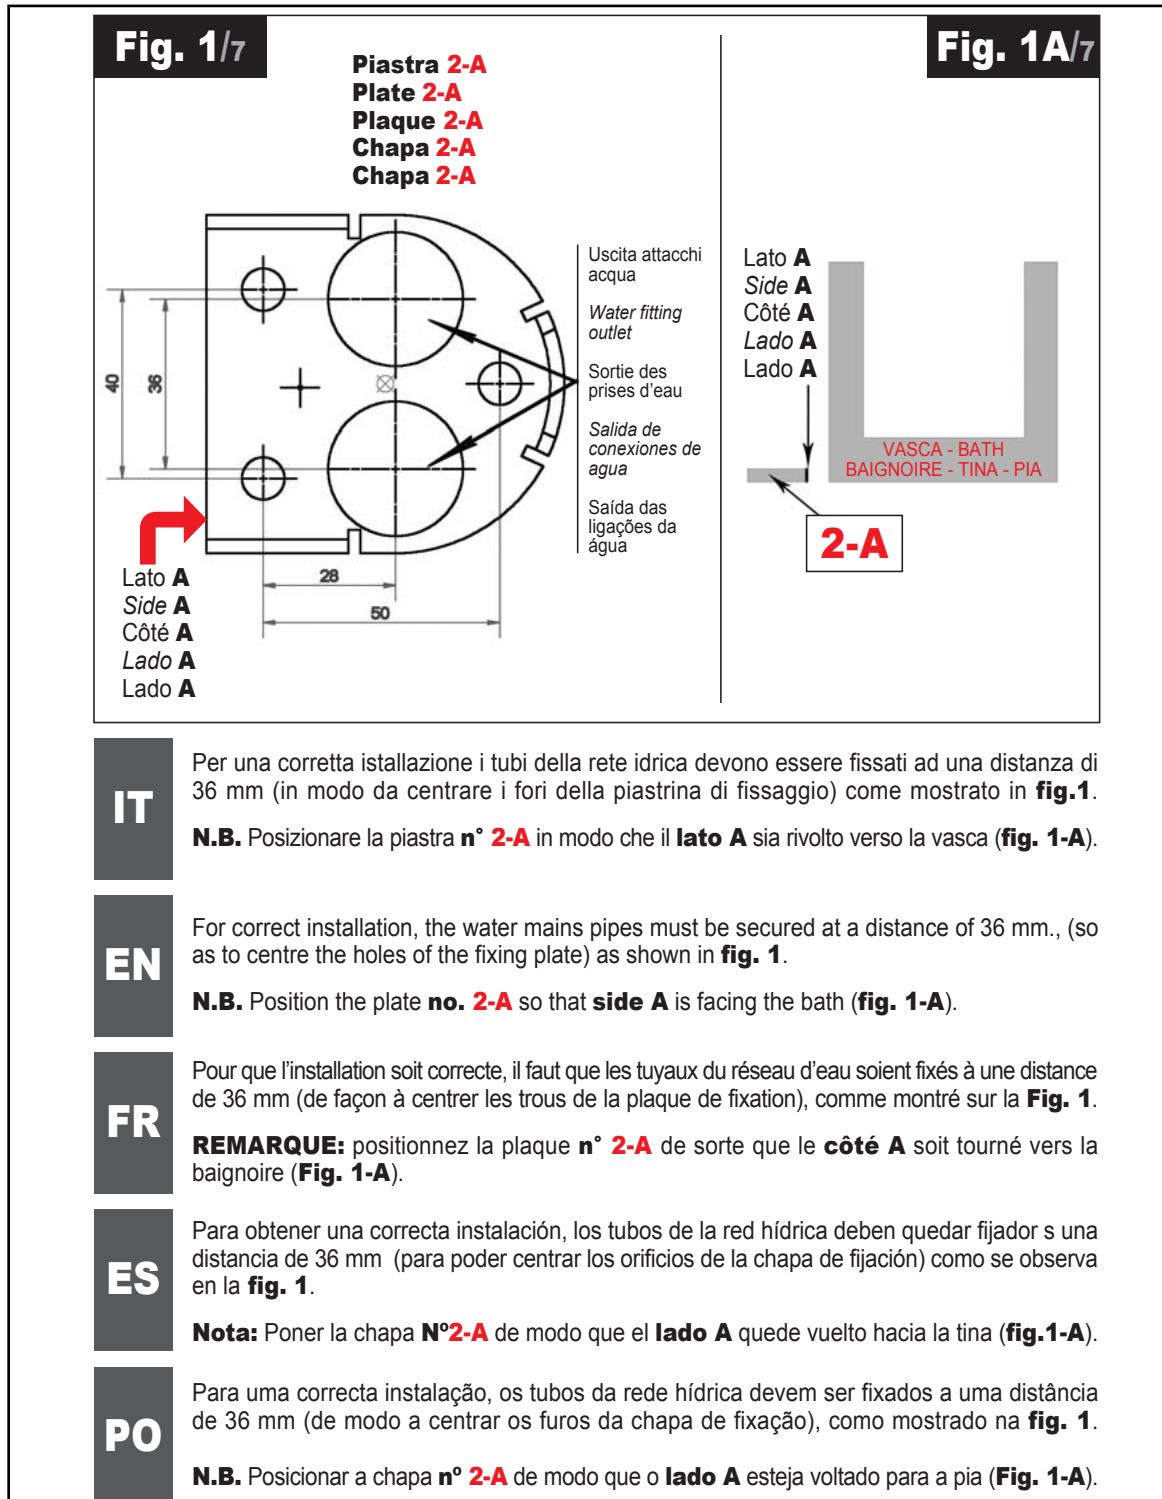 Fig. 1/7
Piastra 2-A
Plate 2-A
Plaque 2-A
Chapa 2-A
Chapa 2-A
40
36
28
50
Uscita attacchi
acqua
Water fitting
outlet
Sortie des
prises d'eau
Salida de
conexiones de
agua
Saída das
ligações da
água
Lato A
Side A
Côté A
Lado A
Lado A
Fig. 1A/7
Lato A
Side A
Côté A
Lado A
Lado A
VASCA - BATH
BAIGNOIRE - TINA - PIA
2-A
IT
Per una corretta istallazione i tubi della rete idrica devono essere fissati ad una distanza di
36 mm (in modo da centrare i fori della piastrina di fissaggio) come mostrato in fig.1.
N.B. Posizionare la piastra n° 2-A in modo che il lato A sia rivolto verso la vasca (fig. 1-A).
EN
For correct installation, the water mains pipes must be secured at a distance of 36 mm., (so
as to centre the holes of the fixing plate) as shown in fig. 1.
N.B. Position the plate no. 2-A so that side A is facing the bath (fig. 1-A).
FR
Pour que l'installation soit correcte, il faut que les tuyaux du réseau d'eau soient fixés à une distance
de 36 mm (de façon à centrer les trous de la plaque de fixation), comme montré sur la Fig. 1.
REMARQUE: positionnez la plaque n° 2-A de sorte que le côté A soit tourné vers la
baignoire (Fig. 1-A).
ES
Para obtener una correcta instalación, los tubos de la red hídrica deben quedar fijador s una
distancia de 36 mm (para poder centrar los orificios de la chapa de fijación) como se observa
en la fig. 1.
Nota: Poner la chapa Nº2-A de modo que el lado A quede vuelto hacia la tina (fig.1-A).
PO
Para uma correcta instalação, os tubos da rede hídrica devem ser fixados a uma distância
de 36 mm (de modo a centrar os furos da chapa de fixação), como mostrado na fig. 1.
N.B. Posicionar a chapa nº 2-A de modo que o lado A esteja voltado para a pia (Fig. 1-A).